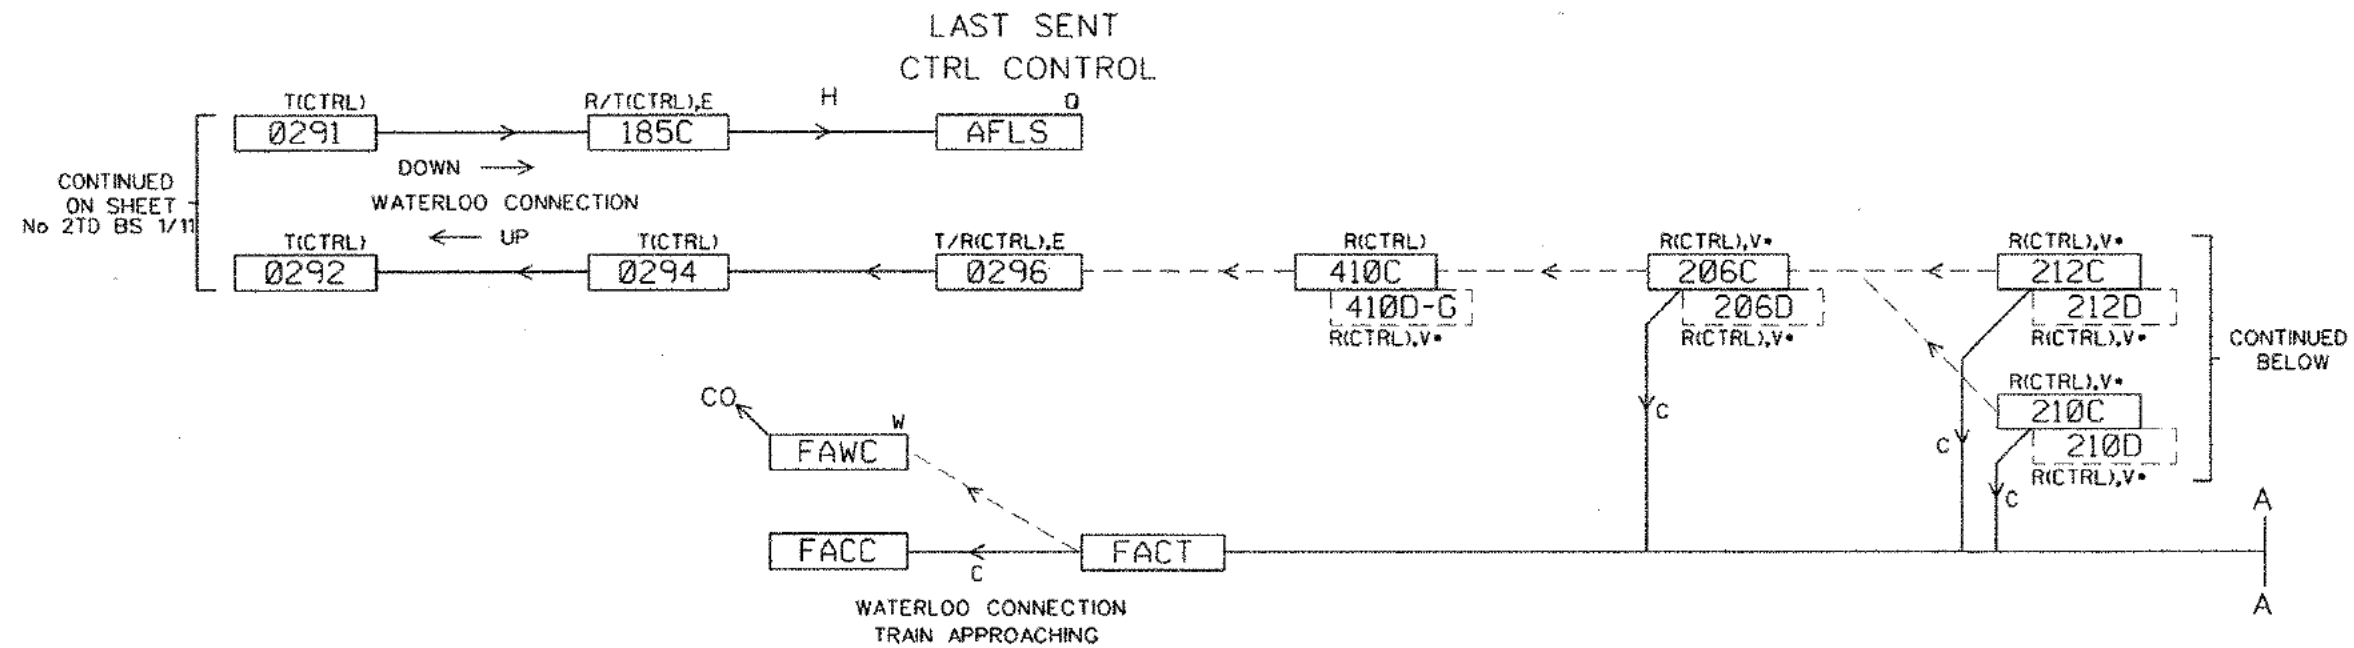 LAST SENT
CTRL CONTROL
T(CTRL)
R/T(CTRL),E
H
Q
0291
185C
AFLS
DOWN
CONTINUED
ON SHEET
No 2TD BS 1/11
WATERLOO CONNECTION
UP
T(CTRL)
T(CTRL)
T/R(CTRL),E
R(CTRL)
R(CTRL),V*
R(CTRL),V*
0292
0294
0296
410C
206C
212C
410D-G
206D
212D
R(CTRL),V*
R(CTRL),V*
R(CTRL),V*
CONTINUED
BELOW
R(CTRL),V*
210C
210D
R(CTRL),V*
CO
W
FAWC
C
C
C
A
FACC
FACT
C
A
WATERLOO CONNECTION
TRAIN APPROACHING